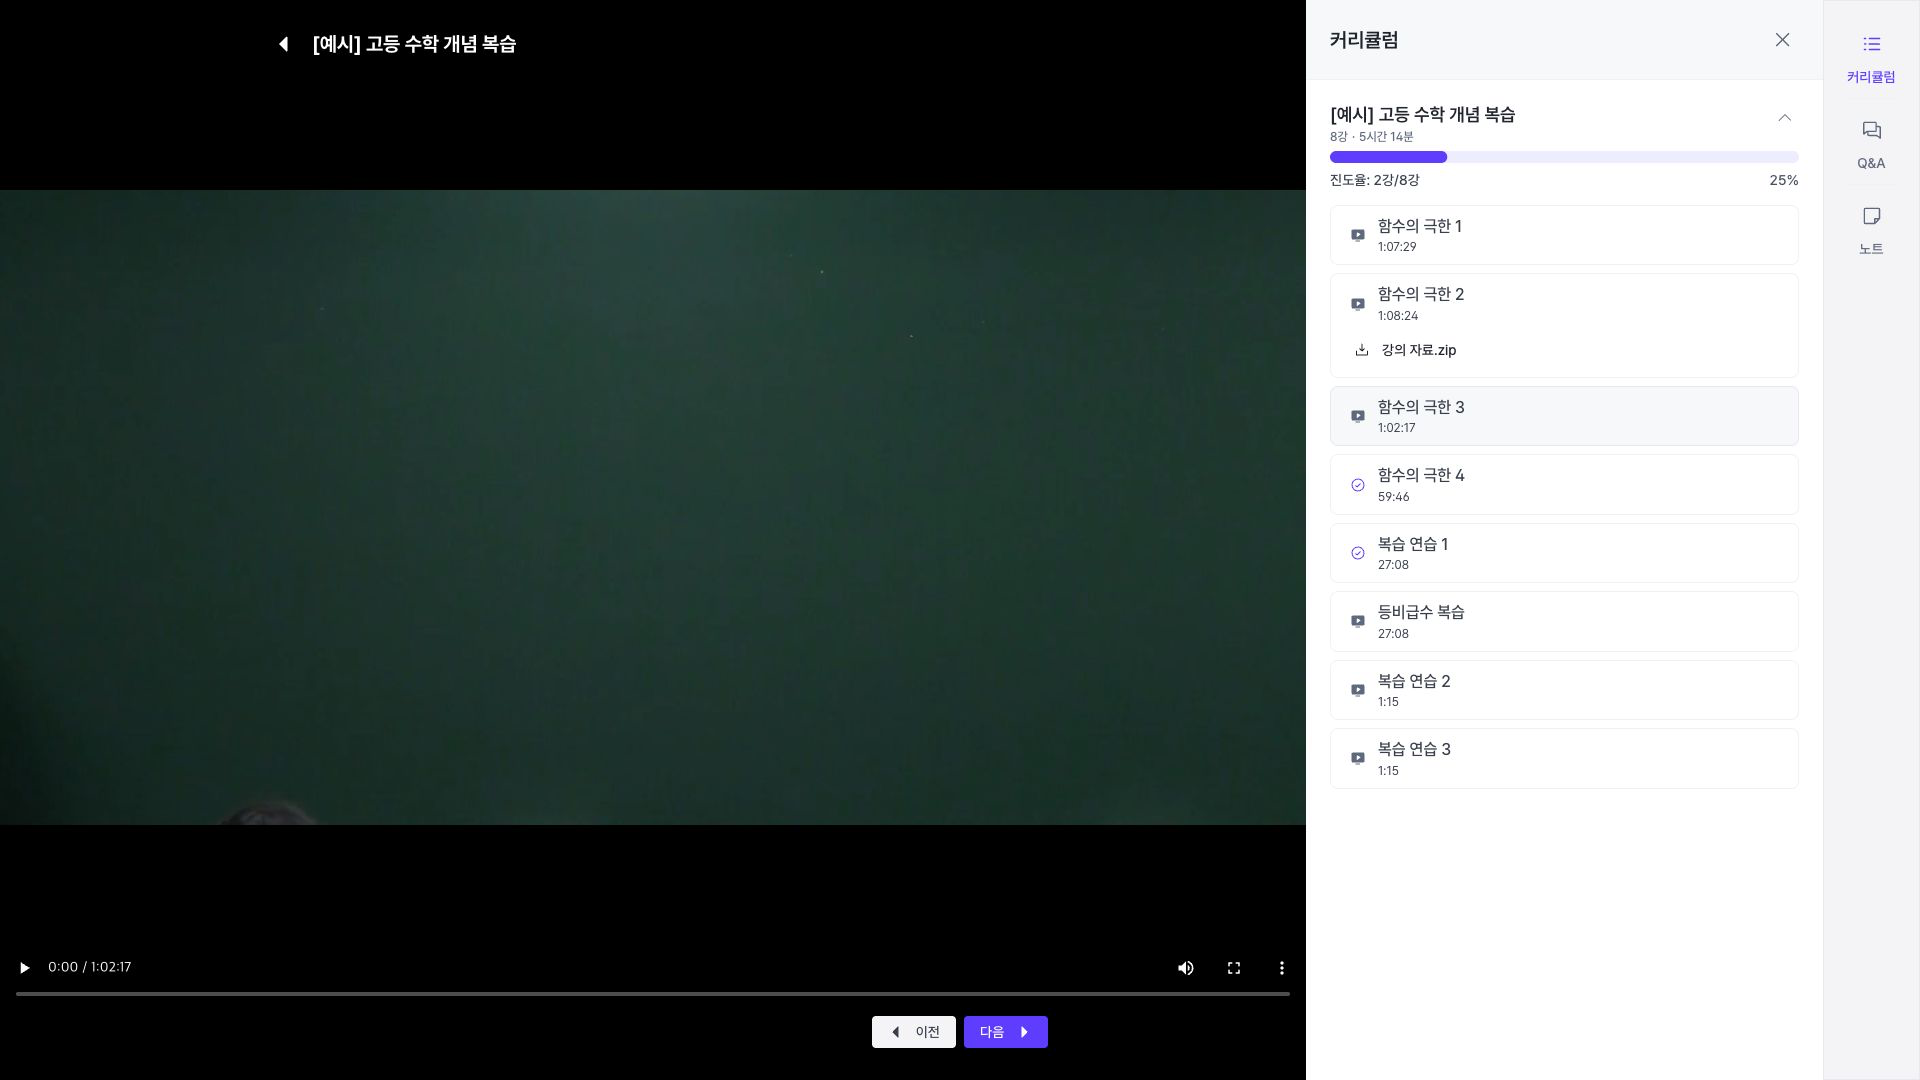 [예시] 고등 수학 개념 복습
0:00 / 1:02:17
이전
다음
커리큘럼
[예시] 고등 수학 개념 복습
8강 · 5시간 14분
진도율: 2강/8강
25%
함수의 극한 1
1:07:29
함수의 극한 2
1:08:24
강의 자료.zip
함수의 극한 3
1:02:17
함수의 극한 4
59:46
복습 연습 1
27:08
등비급수 복습
27:08
복습 연습 2
1:15
복습 연습 3
1:15
커리큘럼
Q&A
노트